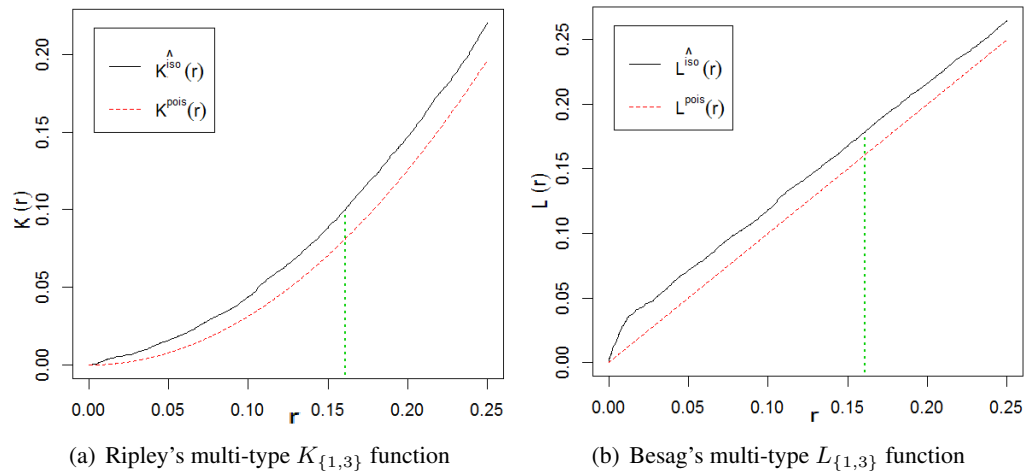 K̂^iso(r)
K^pois(r)
K (r)
0.00 0.05 0.10 0.15 0.20
0.00 0.05 0.10 0.15 0.20 0.25
r
(a) Ripley's multi-type K_{1,3} function
L̂^iso(r)
L^pois(r)
L (r)
0.00 0.05 0.10 0.15 0.20 0.25
0.00 0.05 0.10 0.15 0.20 0.25
r
(b) Besag's multi-type L_{1,3} function